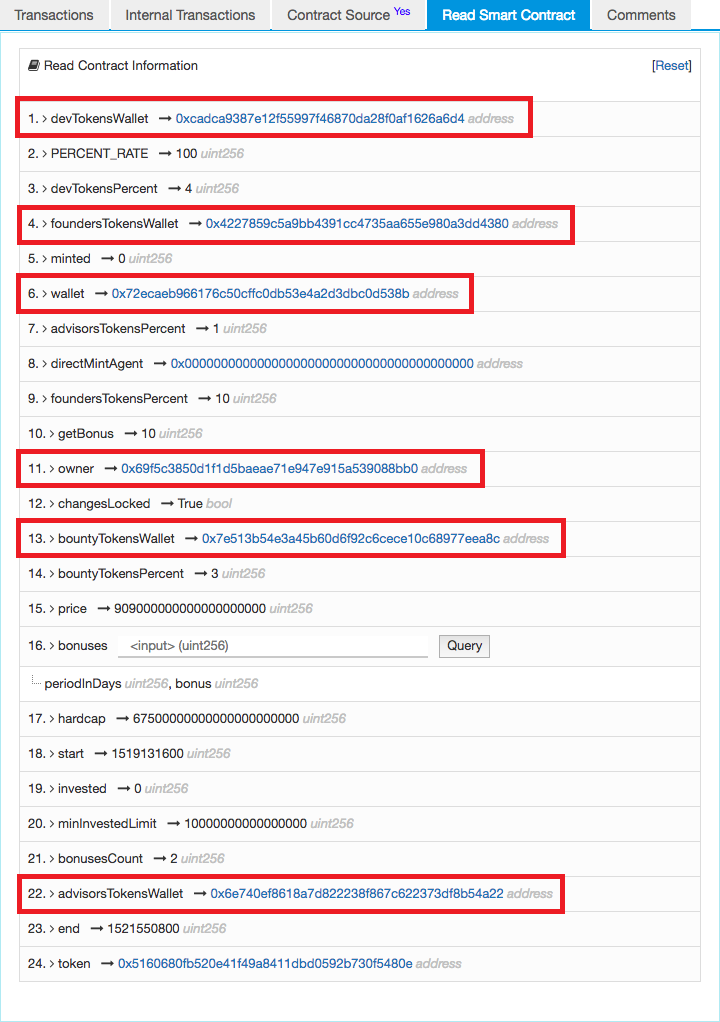 Transactions Internal Transactions Contract Source Yes Read Smart Contract Comments
Read Contract Information [Reset]
1. > devTokensWallet → 0xcadca9387e12f55997f46870da28f0af1626a6d4 address
2. > PERCENT_RATE → 100 uint256
3. > devTokensPercent → 4 uint256
4. > foundersTokensWallet → 0x4227859c5a9bb4391cc4735aa655e980a3dd4380 address
5. > minted → 0 uint256
6. > wallet → 0x72ecaeb966176c50cffc0db53e4a2d3dbc0d538b address
7. > advisorsTokensPercent → 1 uint256
8. > directMintAgent → 0x0000000000000000000000000000000000000000 address
9. > foundersTokensPercent → 10 uint256
10. > getBonus → 10 uint256
11. > owner → 0x69f5c3850d1f1d5baeae71e947e915a539088bb0 address
12. > changesLocked → True bool
13. > bountyTokensWallet → 0x7e513b54e3a45b60d6f92c6cece10c68977eea8c address
14. > bountyTokensPercent → 3 uint256
15. > price → 909000000000000000000 uint256
16. > bonuses <input> (uint256) Query
periodInDays uint256, bonus uint256
17. > hardcap → 67500000000000000000000 uint256
18. > start → 1519131600 uint256
19. > invested → 0 uint256
20. > minInvestedLimit → 10000000000000000 uint256
21. > bonusesCount → 2 uint256
22. > advisorsTokensWallet → 0x6e740ef8618a7d822238f867c622373df8b54a22 address
23. > end → 1521550800 uint256
24. > token → 0x5160680fb520e41f49a8411dbd0592b730f5480e address